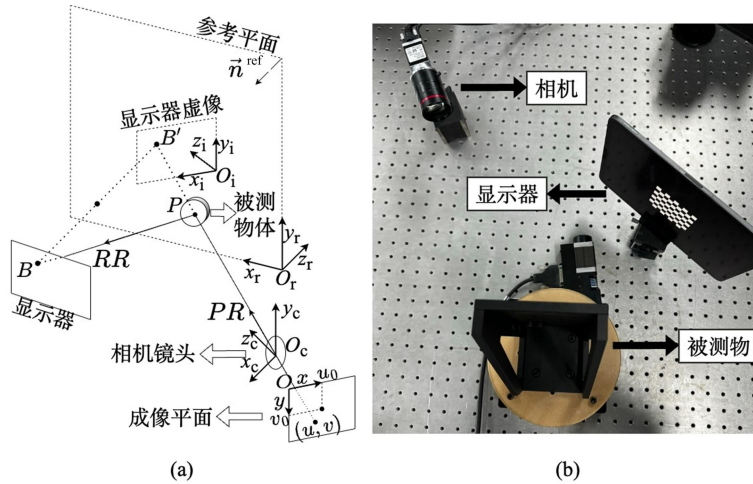 参考平面
n⃗ ref
显示器虚像
B′
z_i
y_i
x_i
O_i
P
被测
物体
y_r
z_r
x_r
O_r
B
RR
显示器
PR
y_c
z_c
O_c
x_c
相机镜头
O
x
u_0
y
v_0
(u, v)
成像平面
(a)
相机
显示器
被测物
(b)